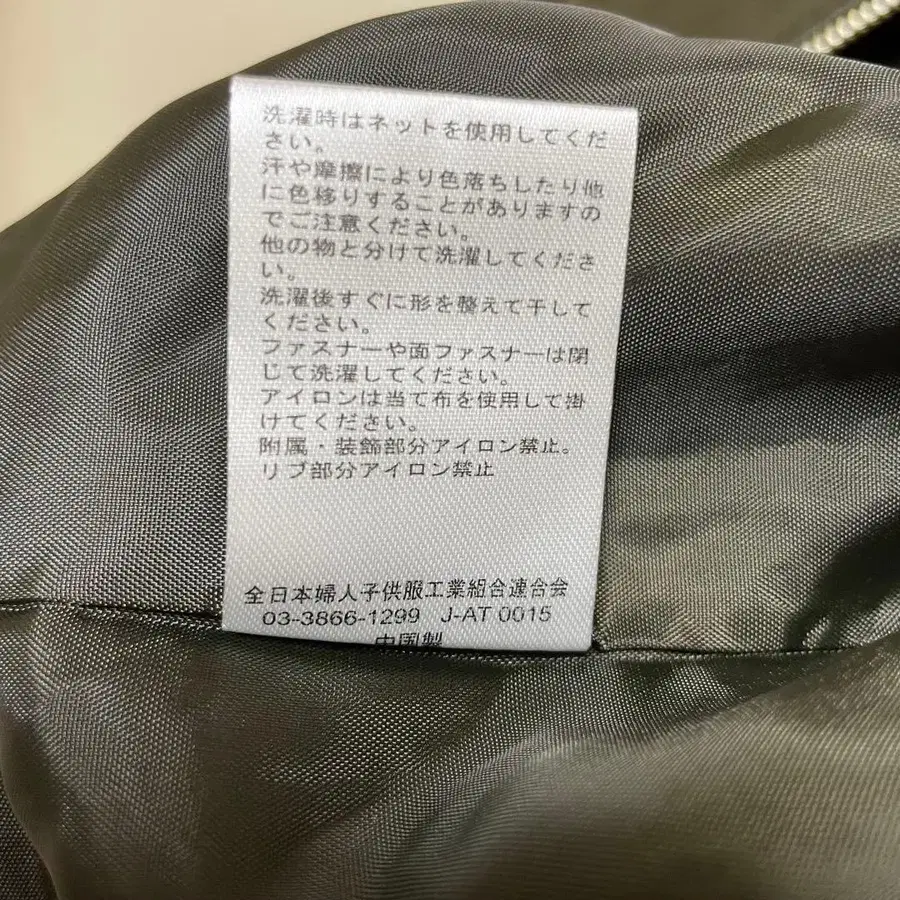 洗濯時はネットを使用してくだ
さい。
汗や摩擦により色落ちしたり他
に色移りすることがありますの
でご注意ください。
他の物と分けて洗濯してくださ
い。
洗濯後すぐに形を整えて干して
ください。
ファスナーや面ファスナーは閉
じて洗濯してください。
アイロンは当て布を使用して掛
けてください。
附属・装飾部分アイロン禁止。
リブ部分アイロン禁止
全日本婦人子供服工業組合連合会
03-3866-1299 J-AT 0015
中国製